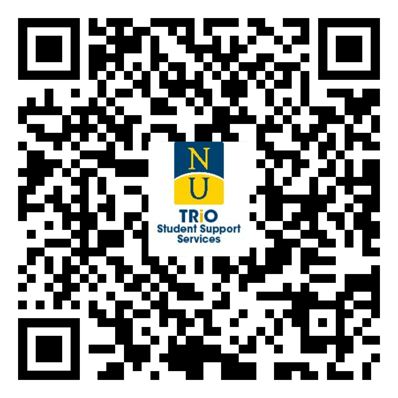 N
U
TRiO
Student Support
Services